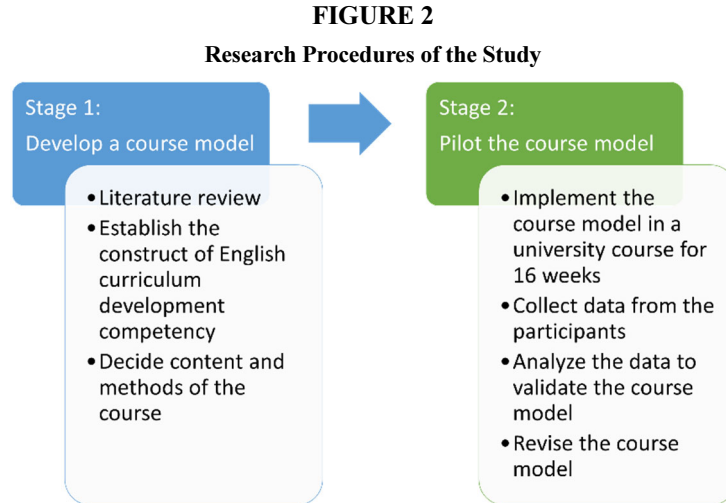 FIGURE 2
Research Procedures of the Study
Stage 1:
Develop a course model
•Literature review
•Establish the
construct of English
curriculum
development
competency
•Decide content and
methods of the
course
Stage 2:
Pilot the course model
•Implement the
course model in a
university course for
16 weeks
•Collect data from the
participants
•Analyze the data to
validate the course
model
•Revise the course
model